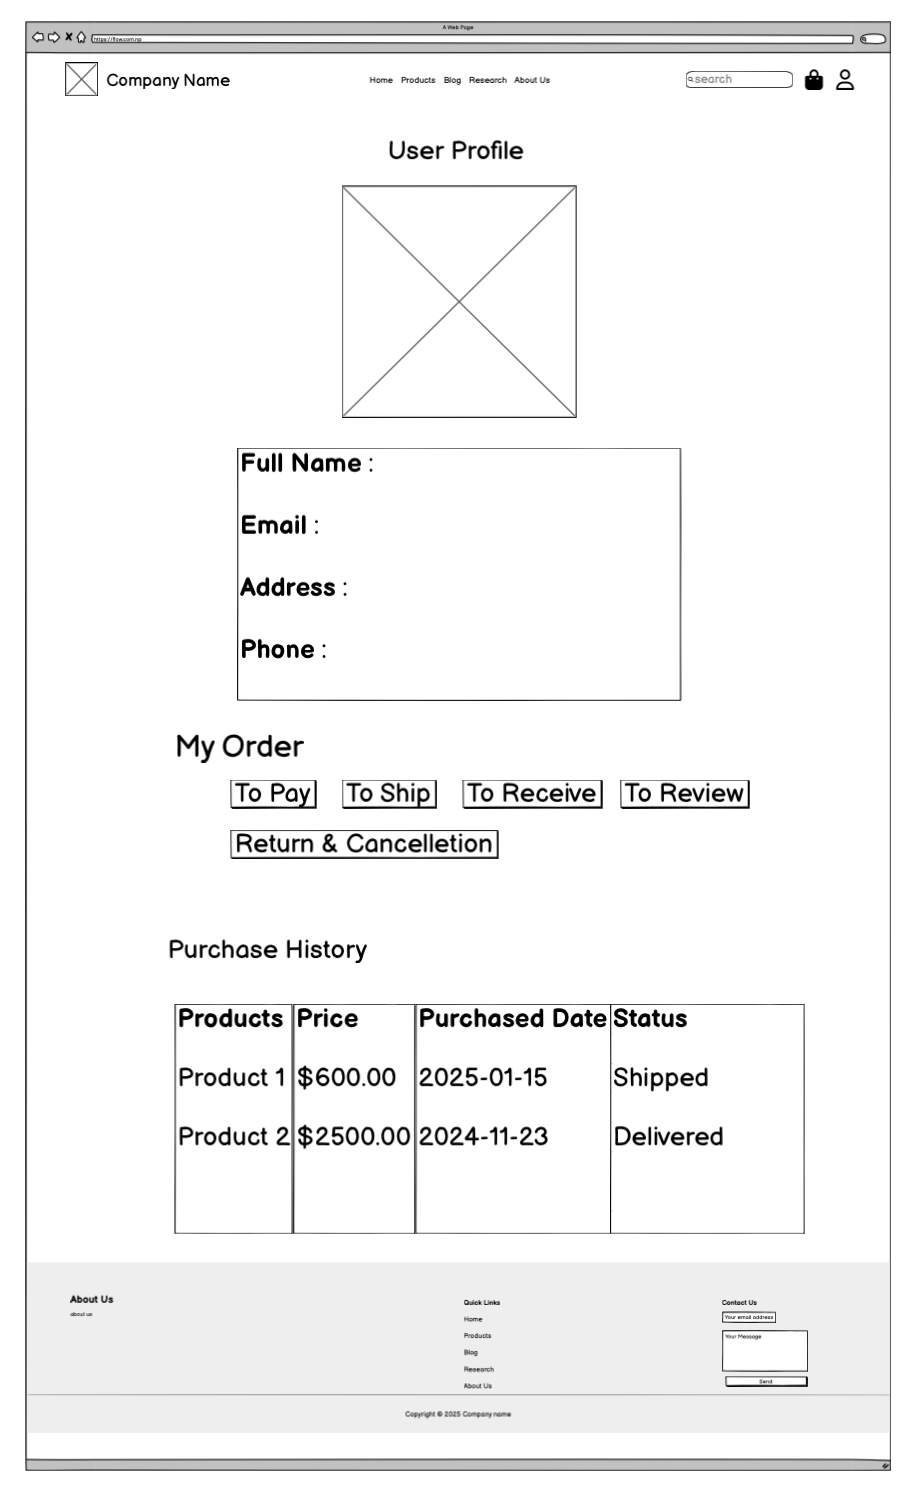 A Web Page
https://flow.com.np
Company Name
Home Products Blog Research About Us
search
User Profile
Full Name :
Email :
Address :
Phone :
My Order
To Pay To Ship To Receive To Review
Return & Cancelletion
Purchase History
Products Price Purchased Date Status
Product 1 $600.00 2025-01-15 Shipped
Product 2 $2500.00 2024-11-23 Delivered
About Us
about us
Quick Links
Home
Products
Blog
Research
About Us
Contact Us
Your email address
Your Message
Send
Copyright © 2025 Company name